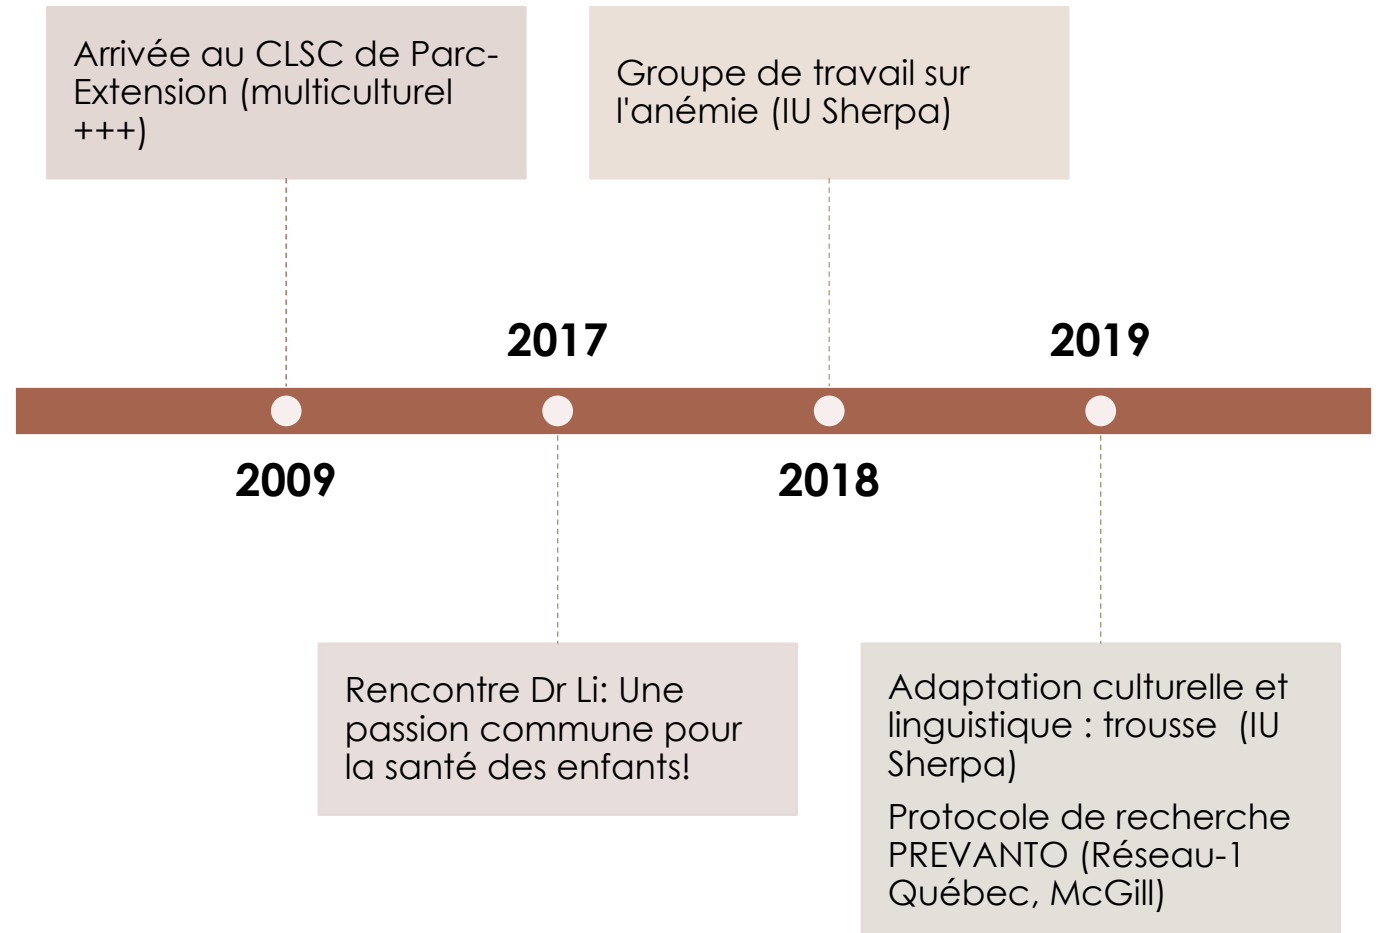 Arrivée au CLSC de Parc-
Extension (multiculturel
+++)
Groupe de travail sur
l'anémie (IU Sherpa)
2017
2019
2009
2018
Rencontre Dr Li: Une
passion commune pour
la santé des enfants!
Adaptation culturelle et
linguistique : trousse  (IU
Sherpa)
Protocole de recherche
PREVANTO (Réseau-1
Québec, McGill)